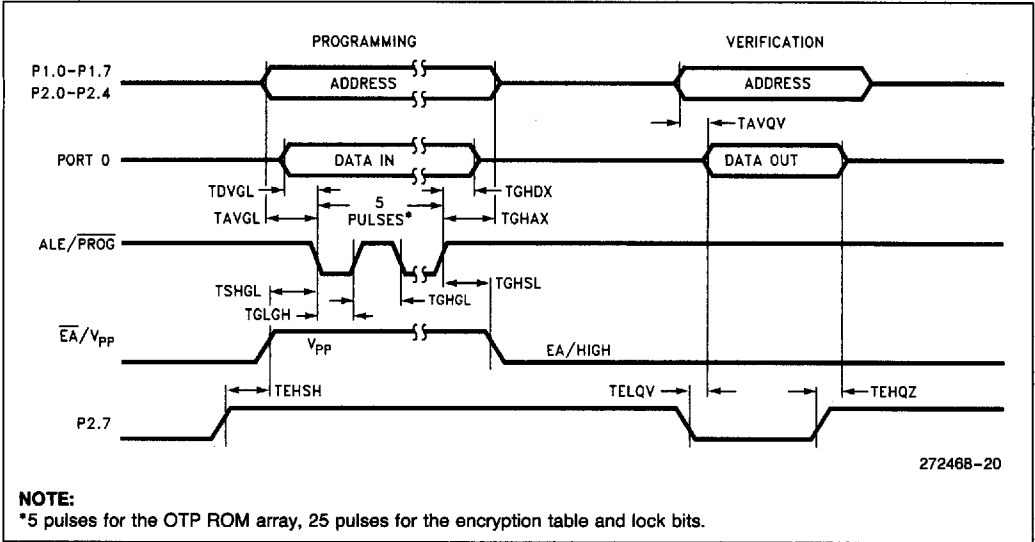 PROGRAMMING VERIFICATION
P1.0–P1.7
P2.0–P2.4
ADDRESS ADDRESS
TAVQV
PORT 0 DATA IN DATA OUT
TDVGL TGHDX
5
PULSES*
TAVGL TGHAX
ALE/PROG
TSHGL TGHSL
TGLGH TGHGL
EA/VPP
VPP EA/HIGH
TEHSH TELQV TEHQZ
P2.7
272468–20
NOTE:
*5 pulses for the OTP ROM array, 25 pulses for the encryption table and lock bits.